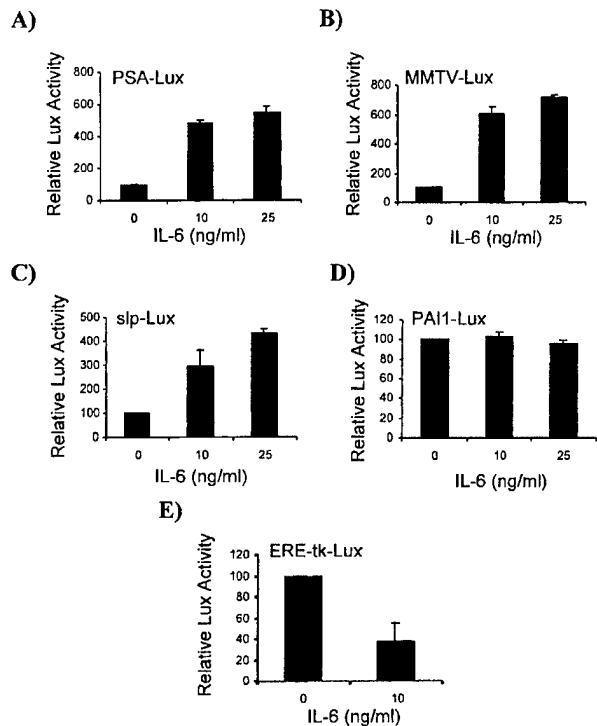 A)
PSA-Lux
Relative Lux Activity
800
600
400
200
0
0 10 25
IL-6 (ng/ml)
B)
MMTV-Lux
Relative Lux Activity
800
600
400
200
0
0 10 25
IL-6 (ng/ml)
C)
slp-Lux
Relative Lux Activity
500
400
300
200
100
0
0 10 25
IL-6 (ng/ml)
D)
PAI1-Lux
Relative Lux Activity
120
100
80
60
40
20
0
0 10 25
IL-6 (ng/ml)
E)
ERE-tk-Lux
Relative Lux Activity
120
100
80
60
40
20
0
0 10
IL-6 (ng/ml)